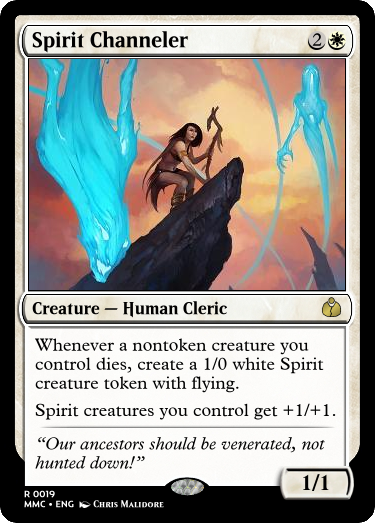 Spirit Channeler 2
Creature — Human Cleric
Whenever a nontoken creature you
control dies, create a 1/0 white Spirit
creature token with flying.
Spirit creatures you control get +1/+1.
“Our ancestors should be venerated, not
hunted down!”
1/1
R 0019
MMC • ENG Chris Malidore